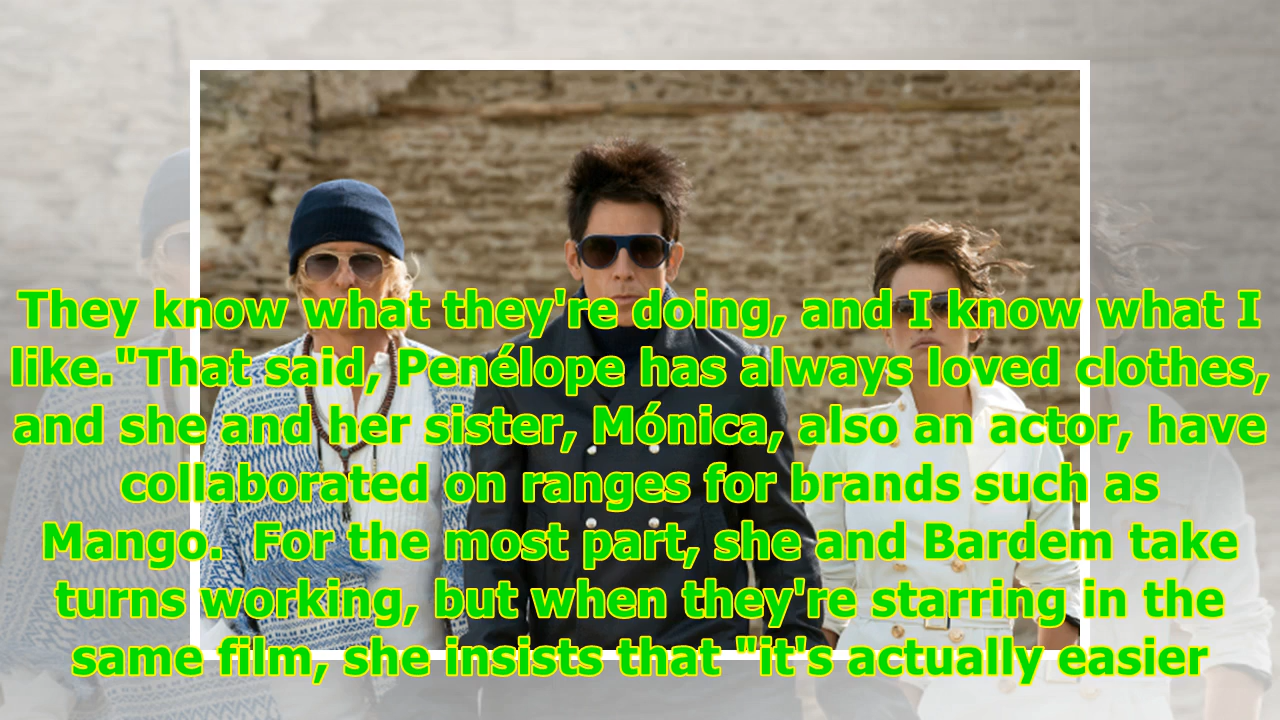 They know what they're doing, and I know what I
like."That said, Penélope has always loved clothes,
and she and her sister, Mónica, also an actor, have
collaborated on ranges for brands such as
Mango.  For the most part, she and Bardem take
turns working, but when they're starring in the
same film, she insists that "it's actually easier